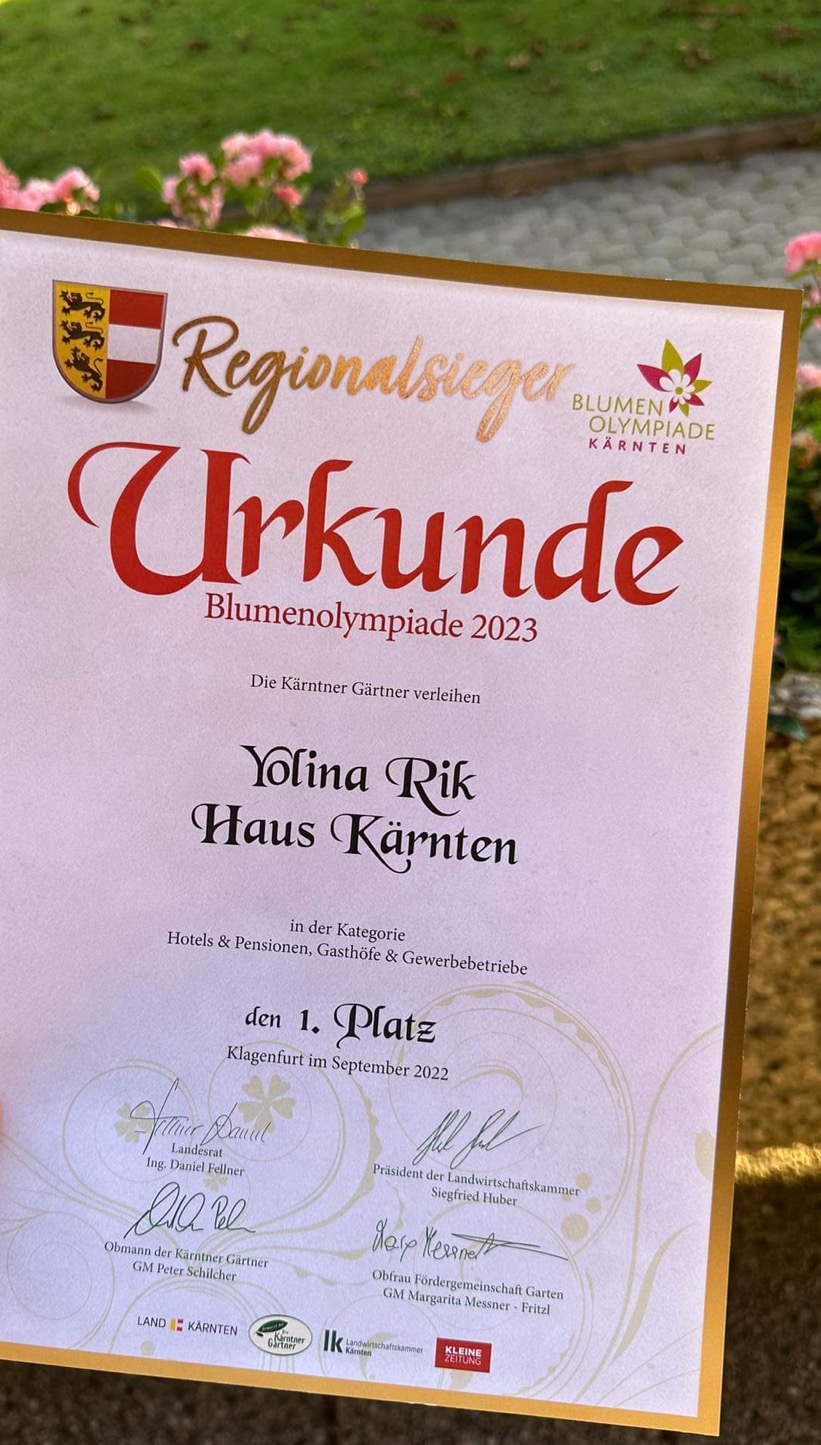 Regionalsieger
BLUMEN
OLYMPIADE
KÄRNTEN
Urkunde
Blumenolympiade 2023
Die Kärntner Gärtner verleihen
Yolina Rik
Haus Kärnten
in der Kategorie
Hotels & Pensionen, Gasthöfe & Gewerbebetriebe
den 1. Platz
Klagenfurt im September 2022
Landesrat
Ing. Daniel Fellner
Präsident der Landwirtschaftskammer
Siegfried Huber
Obmann der Kärntner Gärtner
GM Peter Schilcher
Obfrau Fördergemeinschaft Garten
GM Margarita Messner - Fritzl
LAND KÄRNTEN
Die
Kärntner
Gärtner
lk Landwirtschaftskammer
Kärnten
KLEINE
ZEITUNG